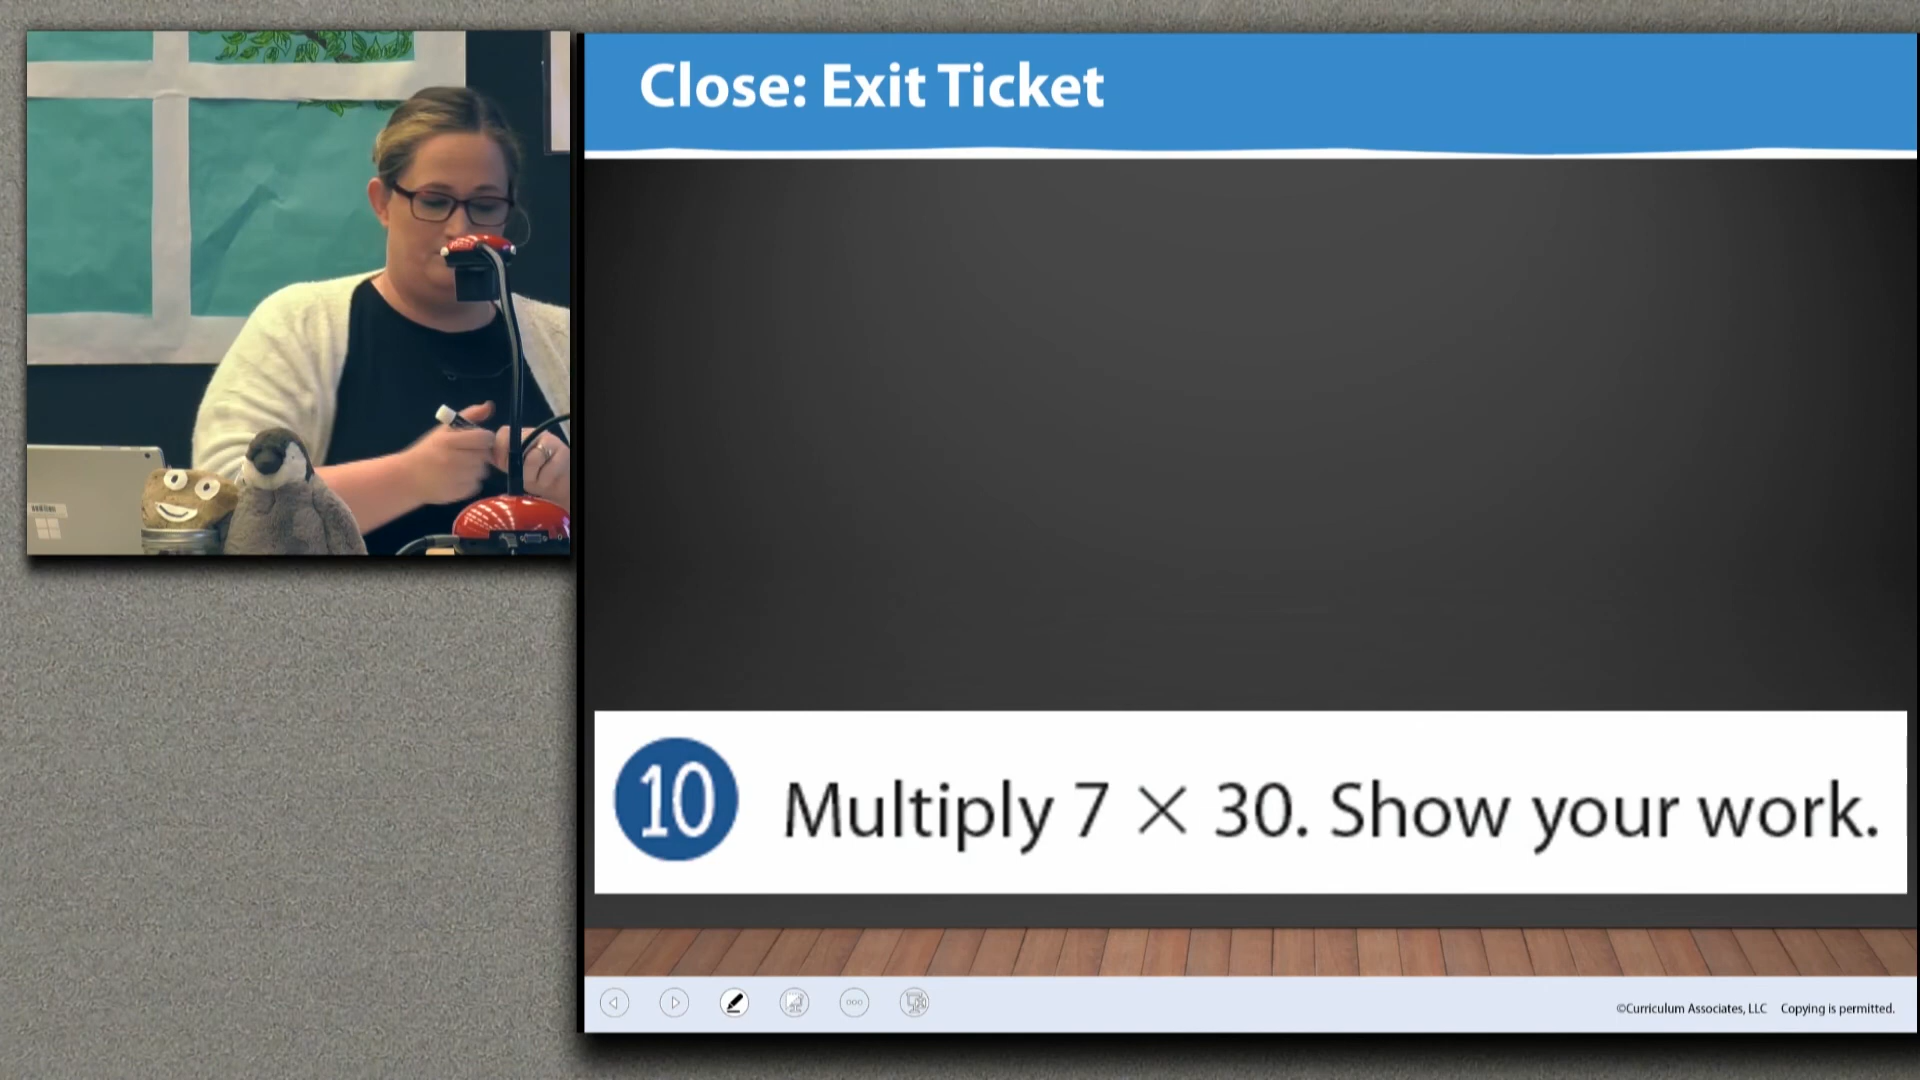 Close: Exit Ticket
10 Multiply 7 × 30. Show your work.
©Curriculum Associates, LLC Copying is permitted.